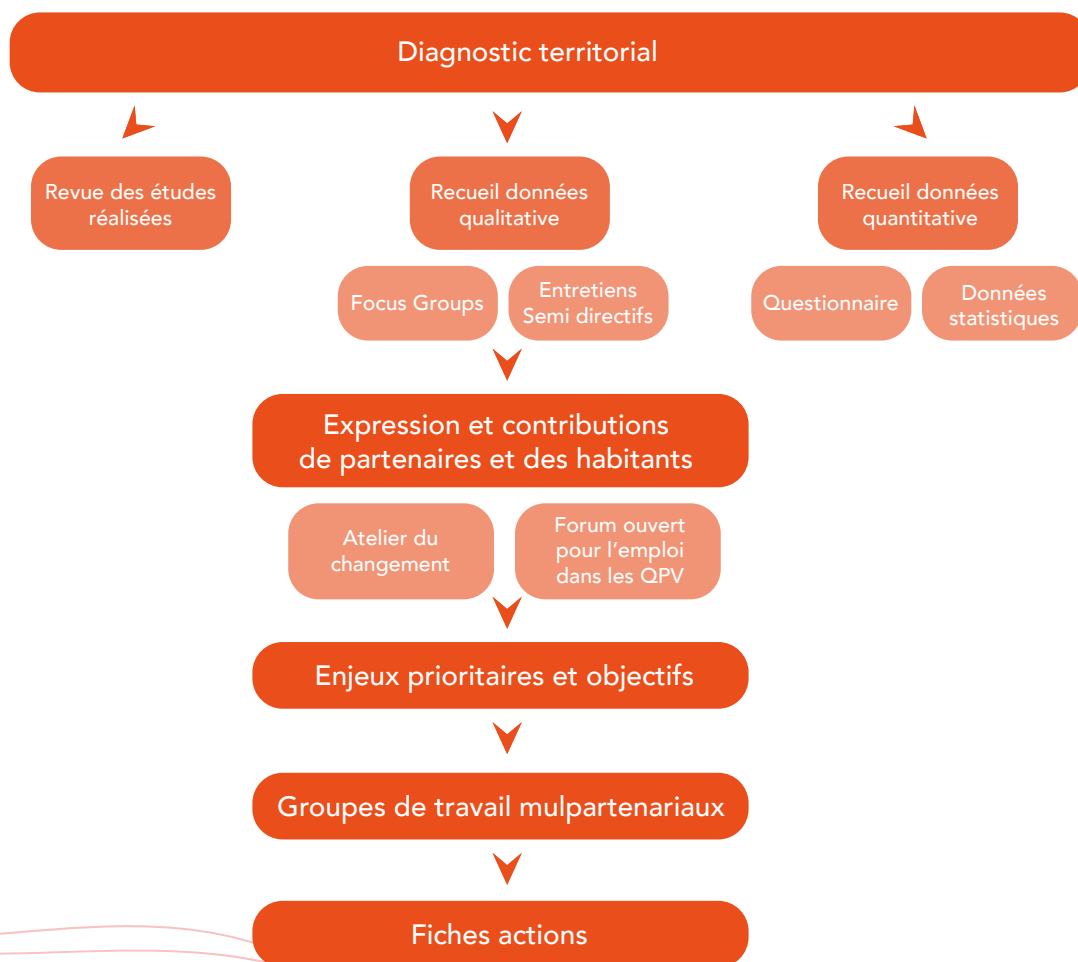 Diagnostic territorial
Revue des études
réalisées
Recueil données
qualitative
Recueil données
quantitative
Focus Groups
Entretiens
Semi directifs
Questionnaire
Données
statistiques
Expression et contributions
de partenaires et des habitants
Atelier du
changement
Forum ouvert
pour l'emploi
dans les QPV
Enjeux prioritaires et objectifs
Groupes de travail mulpartenariaux
Fiches actions